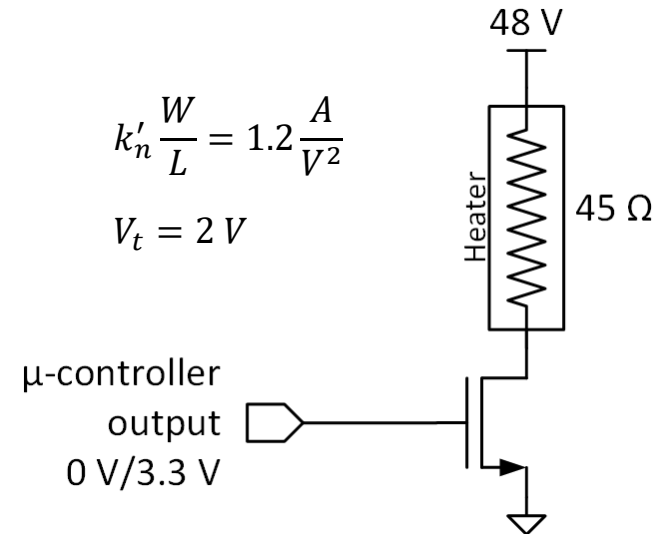 48 V
k′ₙ W/L = 1.2 A/V²
Vₜ = 2 V
Heater
45 Ω
μ-controller
output
0 V/3.3 V